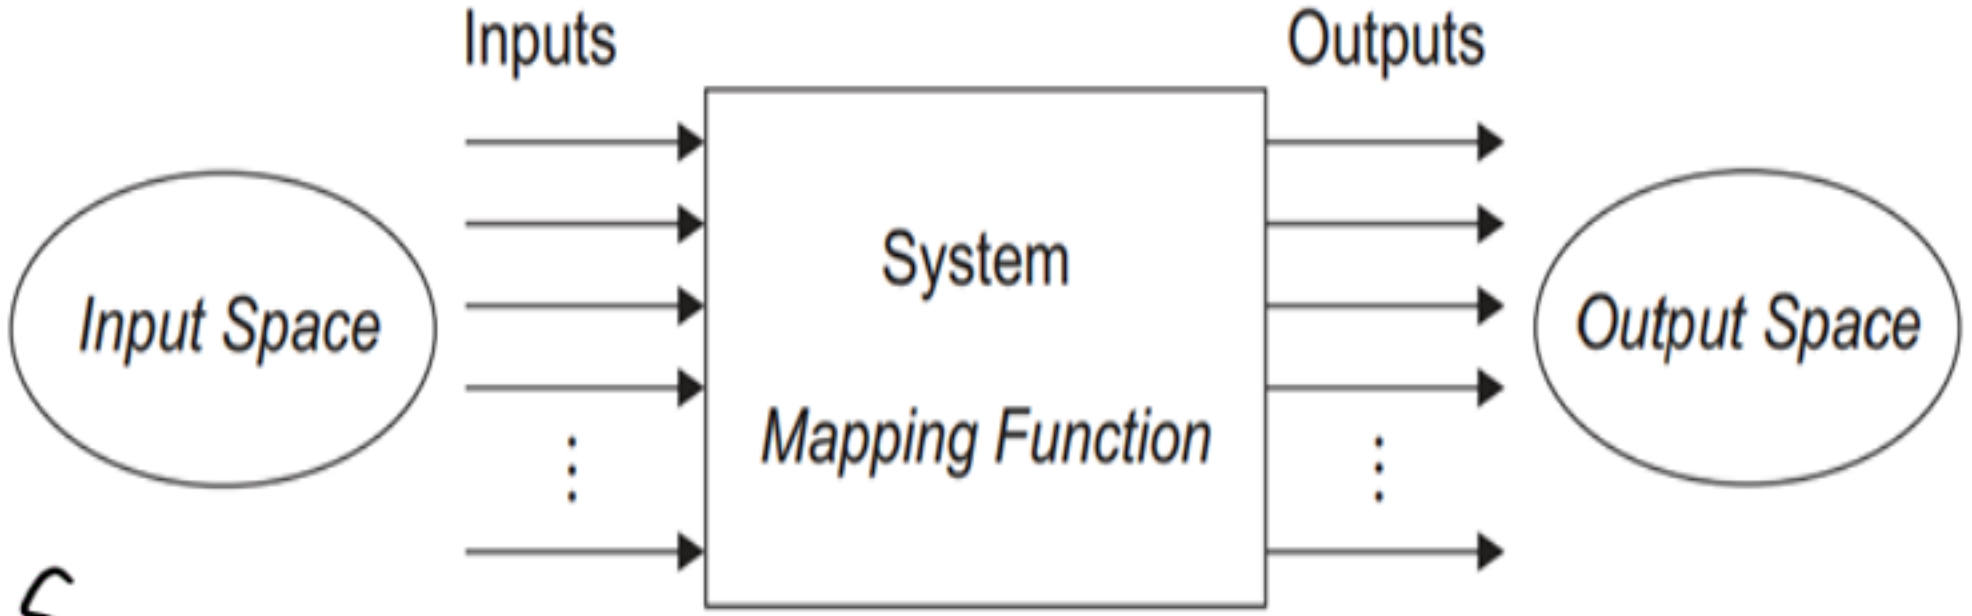 Inputs
Outputs
Input Space
System
Mapping Function
Output Space